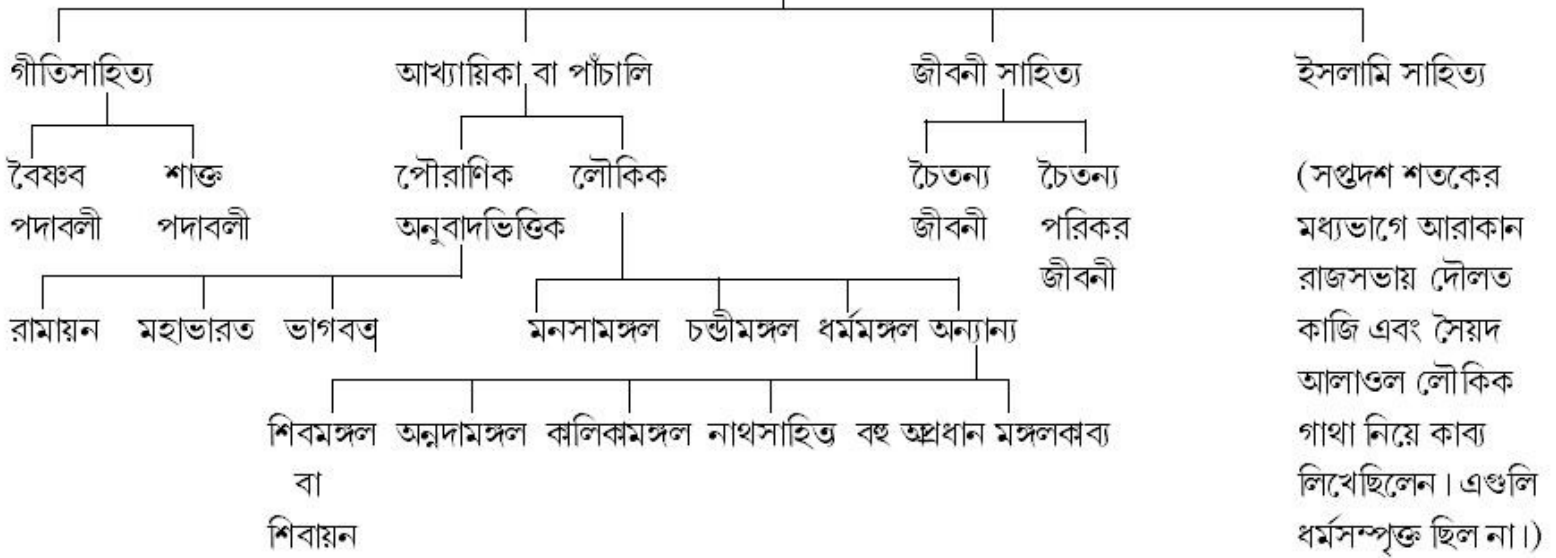 গীতিসাহিত্য আখ্যায়িকা বা পাঁচালি জীবনী সাহিত্য ইসলামি সাহিত্য
বৈষ্ণব শাক্ত পৌরাণিক লৌকিক চৈতন্য চৈতন্য (সপ্তদশ শতকের
পদাবলী পদাবলী অনুবাদভিত্তিক জীবনী পরিকর মধ্যভাগে আরাকান
জীবনী রাজসভায় দৌলত
রামায়ন মহাভারত ভাগবত মনসামঙ্গল চন্ডীমঙ্গল ধর্মমঙ্গল অন্যান্য কাজি এবং সৈয়দ
আলাওল লৌকিক
শিবমঙ্গল অন্নদামঙ্গল কালিকামঙ্গল নাথসাহিত্য বহু অপ্রধান মঙ্গলকাব্য গাথা নিয়ে কাব্য
বা লিখেছিলেন। এগুলি
শিবায়ন ধর্মসম্পৃক্ত ছিল না।)